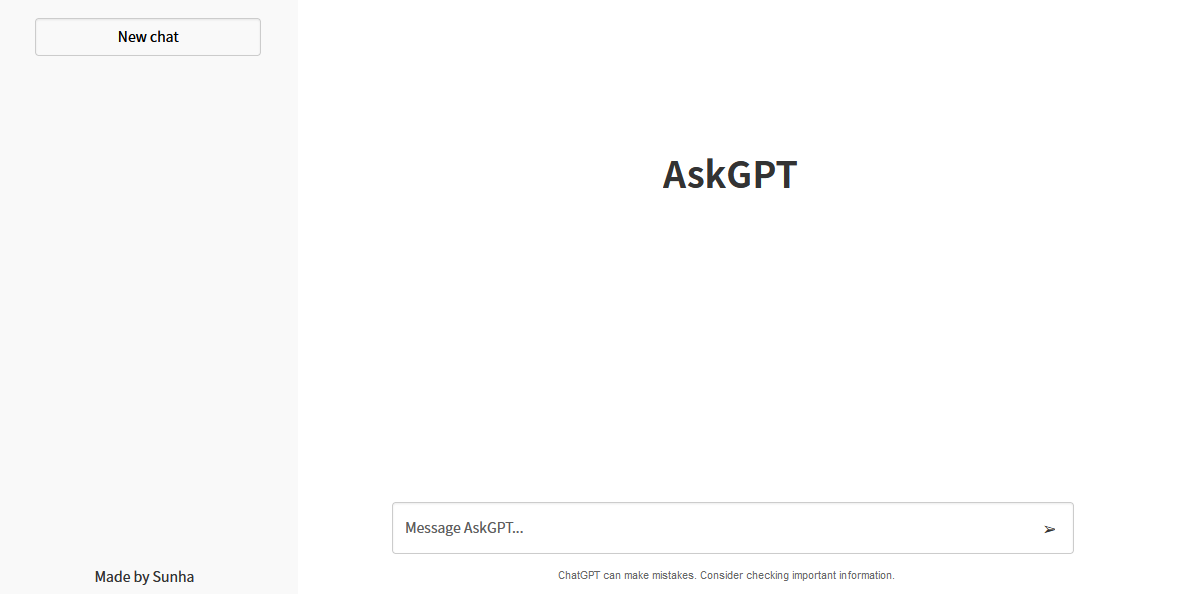 New chat
AskGPT
Message AskGPT...
ChatGPT can make mistakes. Consider checking important information.
Made by Sunha